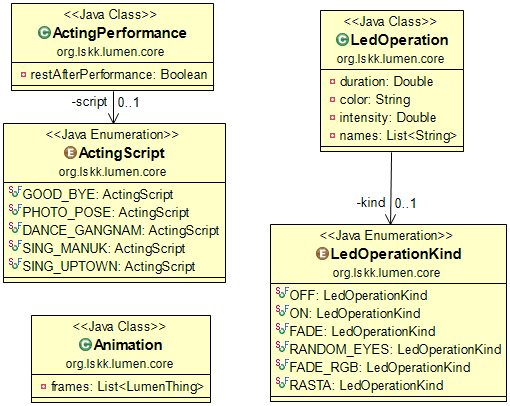 <<Java Class>>
ActingPerformance
org.lskk.lumen.core
restAfterPerformance: Boolean
-script 0..1
<<Java Enumeration>>
ActingScript
org.lskk.lumen.core
GOOD_BYE: ActingScript
PHOTO_POSE: ActingScript
DANCE_GANGNAM: ActingScript
SING_MANUK: ActingScript
SING_UPTOWN: ActingScript
<<Java Class>>
Animation
org.lskk.lumen.core
frames: List<LumenThing>
<<Java Class>>
LedOperation
org.lskk.lumen.core
duration: Double
color: String
intensity: Double
names: List<String>
-kind 0..1
<<Java Enumeration>>
LedOperationKind
org.lskk.lumen.core
OFF: LedOperationKind
ON: LedOperationKind
FADE: LedOperationKind
RANDOM_EYES: LedOperationKind
FADE_RGB: LedOperationKind
RASTA: LedOperationKind